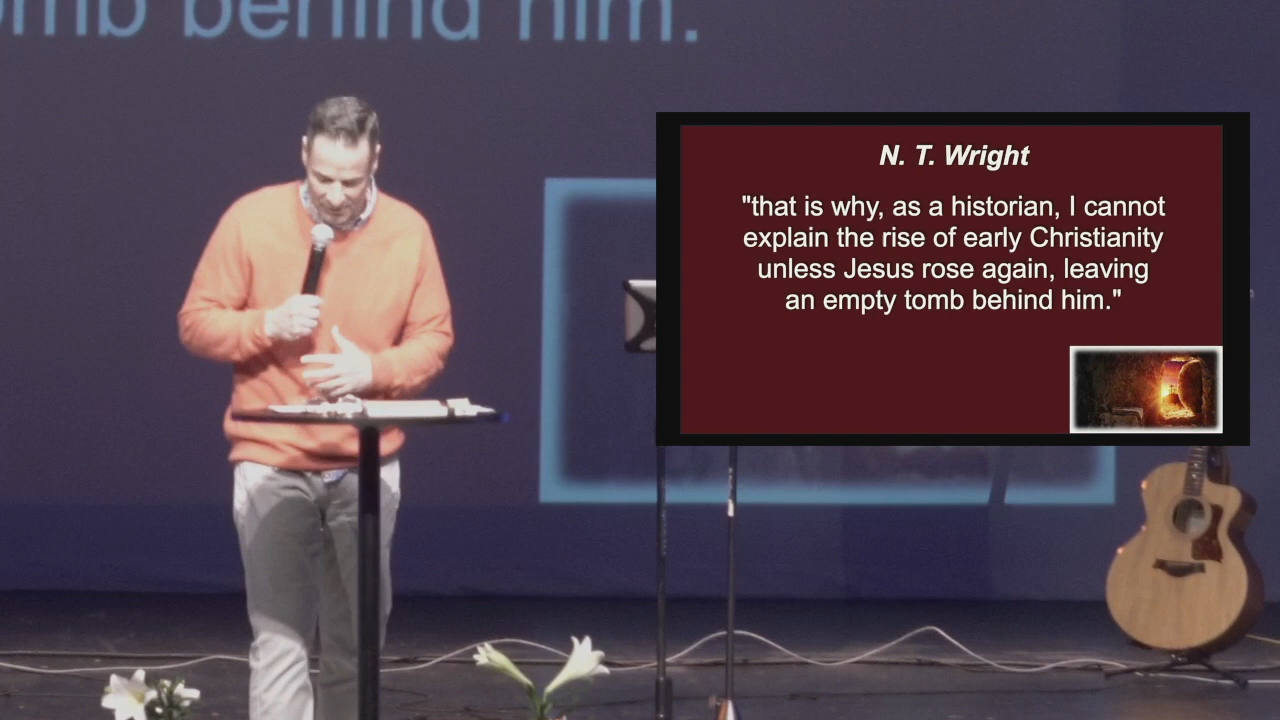 tomb behind him.
N. T. Wright
"that is why, as a historian, I cannot
explain the rise of early Christianity
unless Jesus rose again, leaving
an empty tomb behind him."